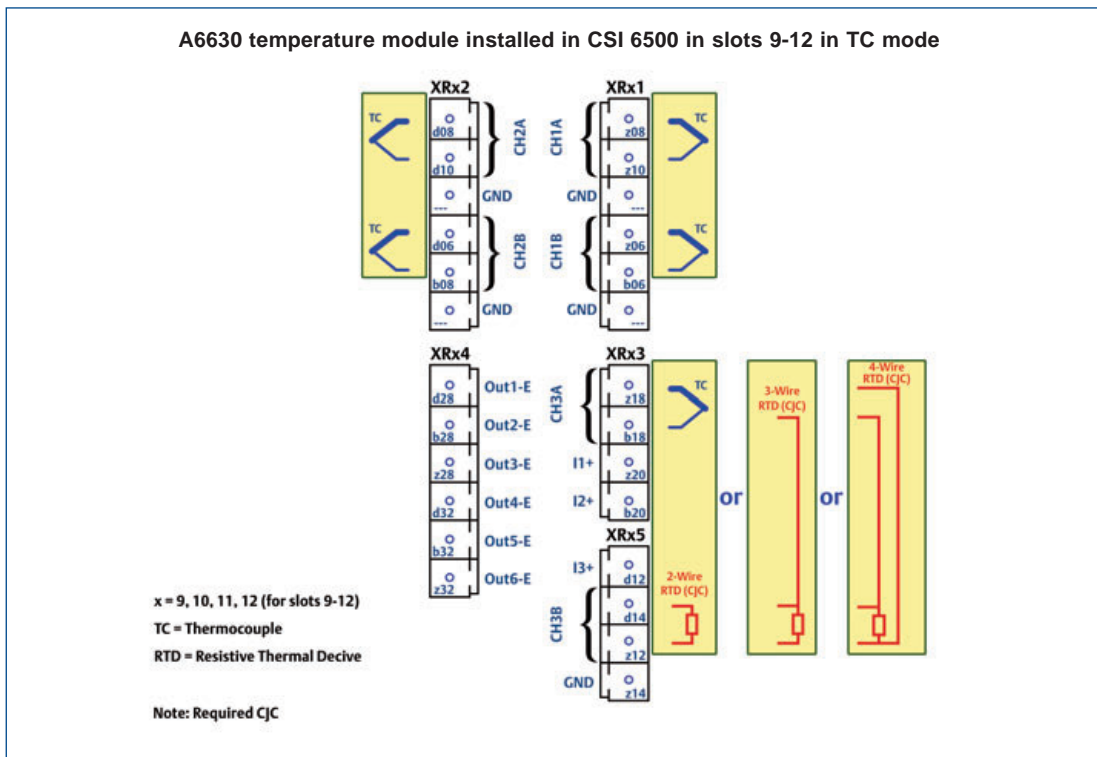 A6630 temperature module installed in CSI 6500 in slots 9-12 in TC mode
XRx2
XRx1
TC
d08
CH2A
CH1A
z08
TC
d10
z10
---
GND
GND
---
TC
d06
CH2B
CH1B
z06
TC
b08
b06
---
GND
GND
---
XRx4
XRx3
d28
Out1-E
CH3A
z18
TC
3-Wire
RTD (CJC)
4-Wire
RTD (CJC)
b28
Out2-E
b18
z28
Out3-E
I1+
z20
d32
Out4-E
I2+
b20
or
or
XRx5
b32
Out5-E
I3+
d12
z32
Out6-E
CH3B
d14
2-Wire
RTD (CJC)
z12
GND
z14
x = 9, 10, 11, 12 (for slots 9-12)
TC = Thermocouple
RTD = Resistive Thermal Decive
Note: Required CJC